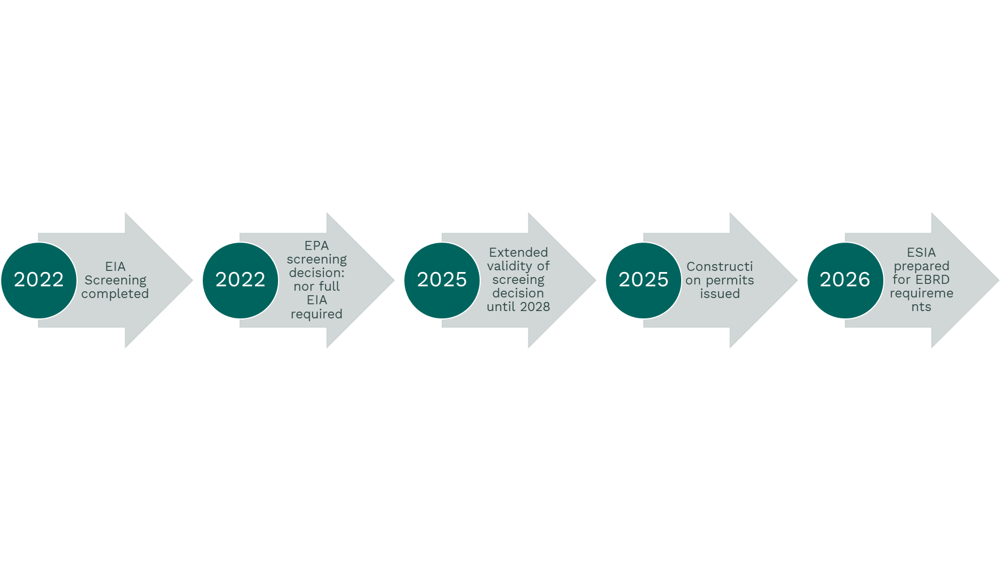 2022
EIA
Screening
completed
2022
EPA
screening
decision:
nor full
EIA
required
2025
Extended
validity of
screeing
decision
until 2028
2025
Constructi
on permits
issued
2026
ESIA
prepared
for EBRD
requireme
nts